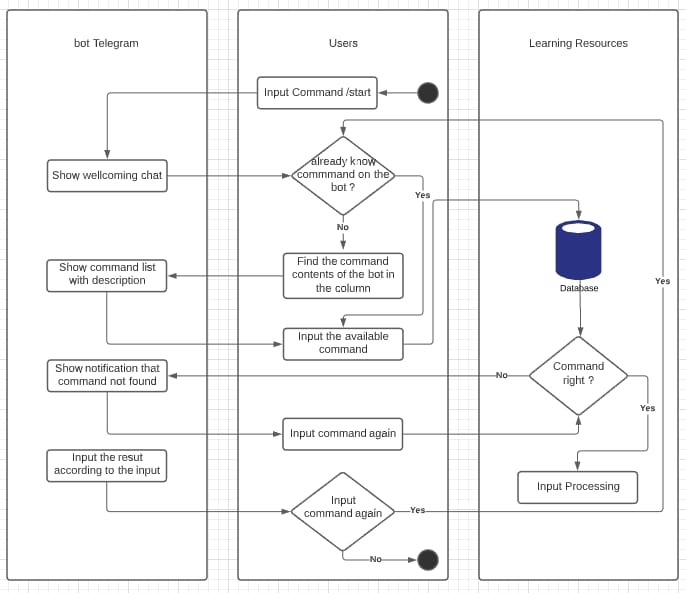 bot Telegram
Users
Learning Resources
Input Command /start
Show wellcoming chat
already know
commmand on the
bot ?
Yes
No
Find the command
contents of the bot in
the column
Show command list
with description
Database
Yes
Input the available
command
Show notification that
command not found
No
Command
right ?
Yes
Input command again
Input the resut
according to the input
Input Processing
Input
command again
Yes
No